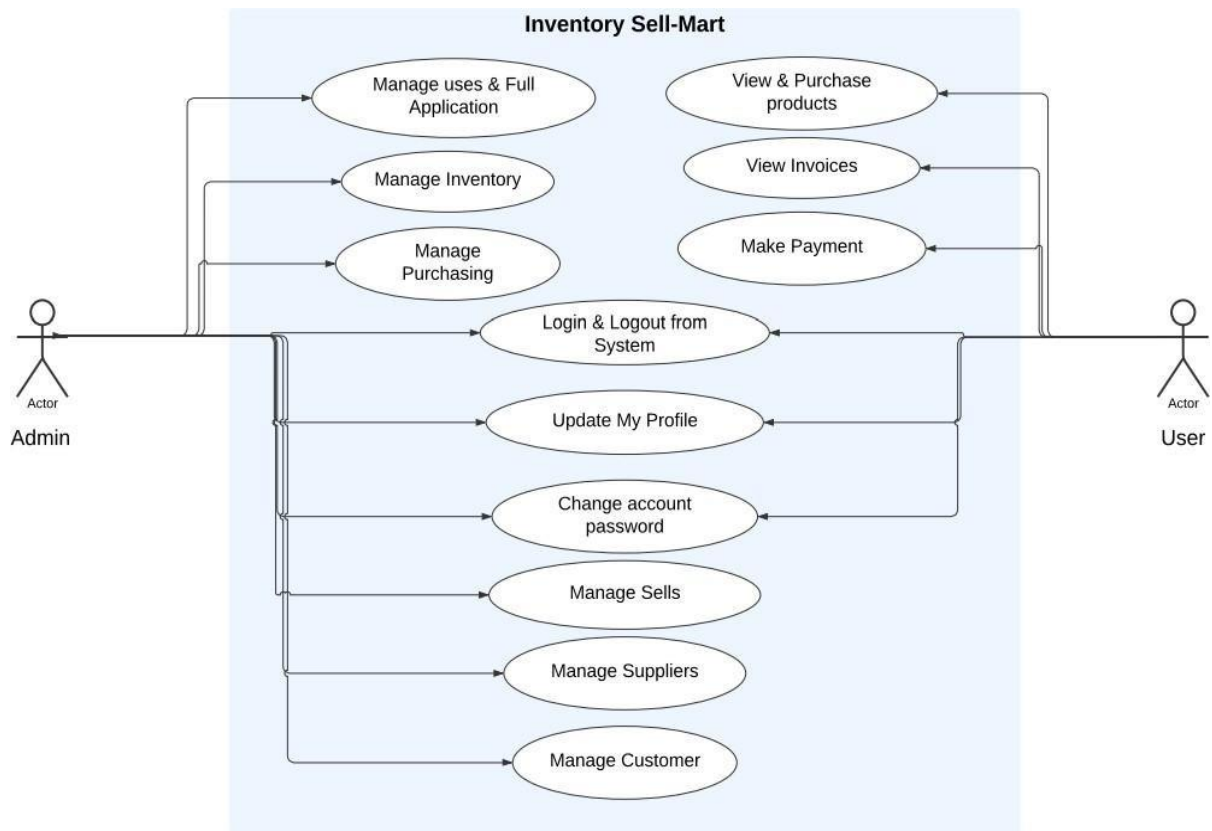 Inventory Sell-Mart
Manage uses & Full
Application
View & Purchase
products
Manage Inventory
View Invoices
Manage
Purchasing
Make Payment
Login & Logout from
System
Actor
Admin
Actor
User
Update My Profile
Change account
password
Manage Sells
Manage Suppliers
Manage Customer